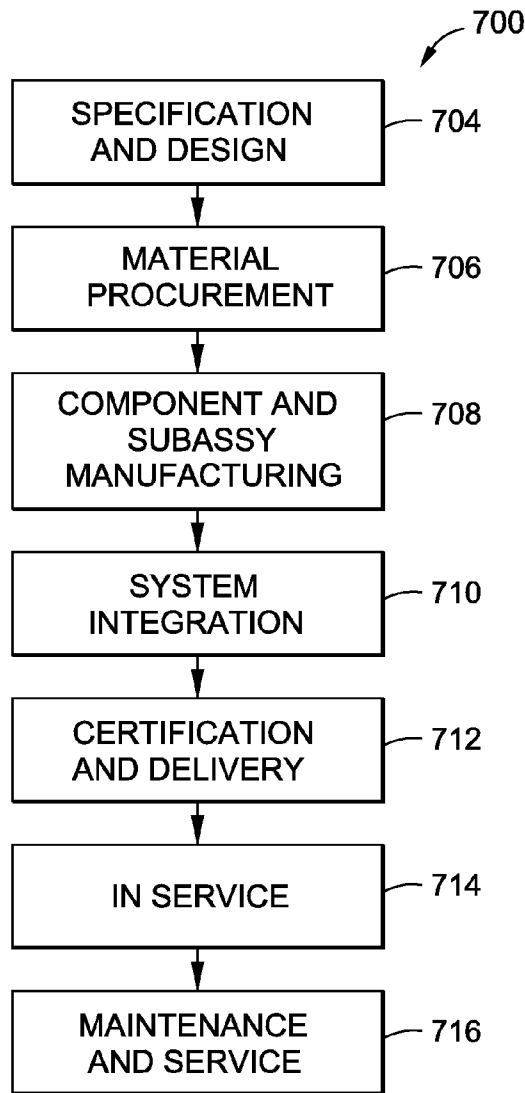 700
SPECIFICATION
AND DESIGN
704
MATERIAL
PROCUREMENT
706
COMPONENT AND
SUBASSY
MANUFACTURING
708
SYSTEM
INTEGRATION
710
CERTIFICATION
AND DELIVERY
712
IN SERVICE
714
MAINTENANCE
AND SERVICE
716